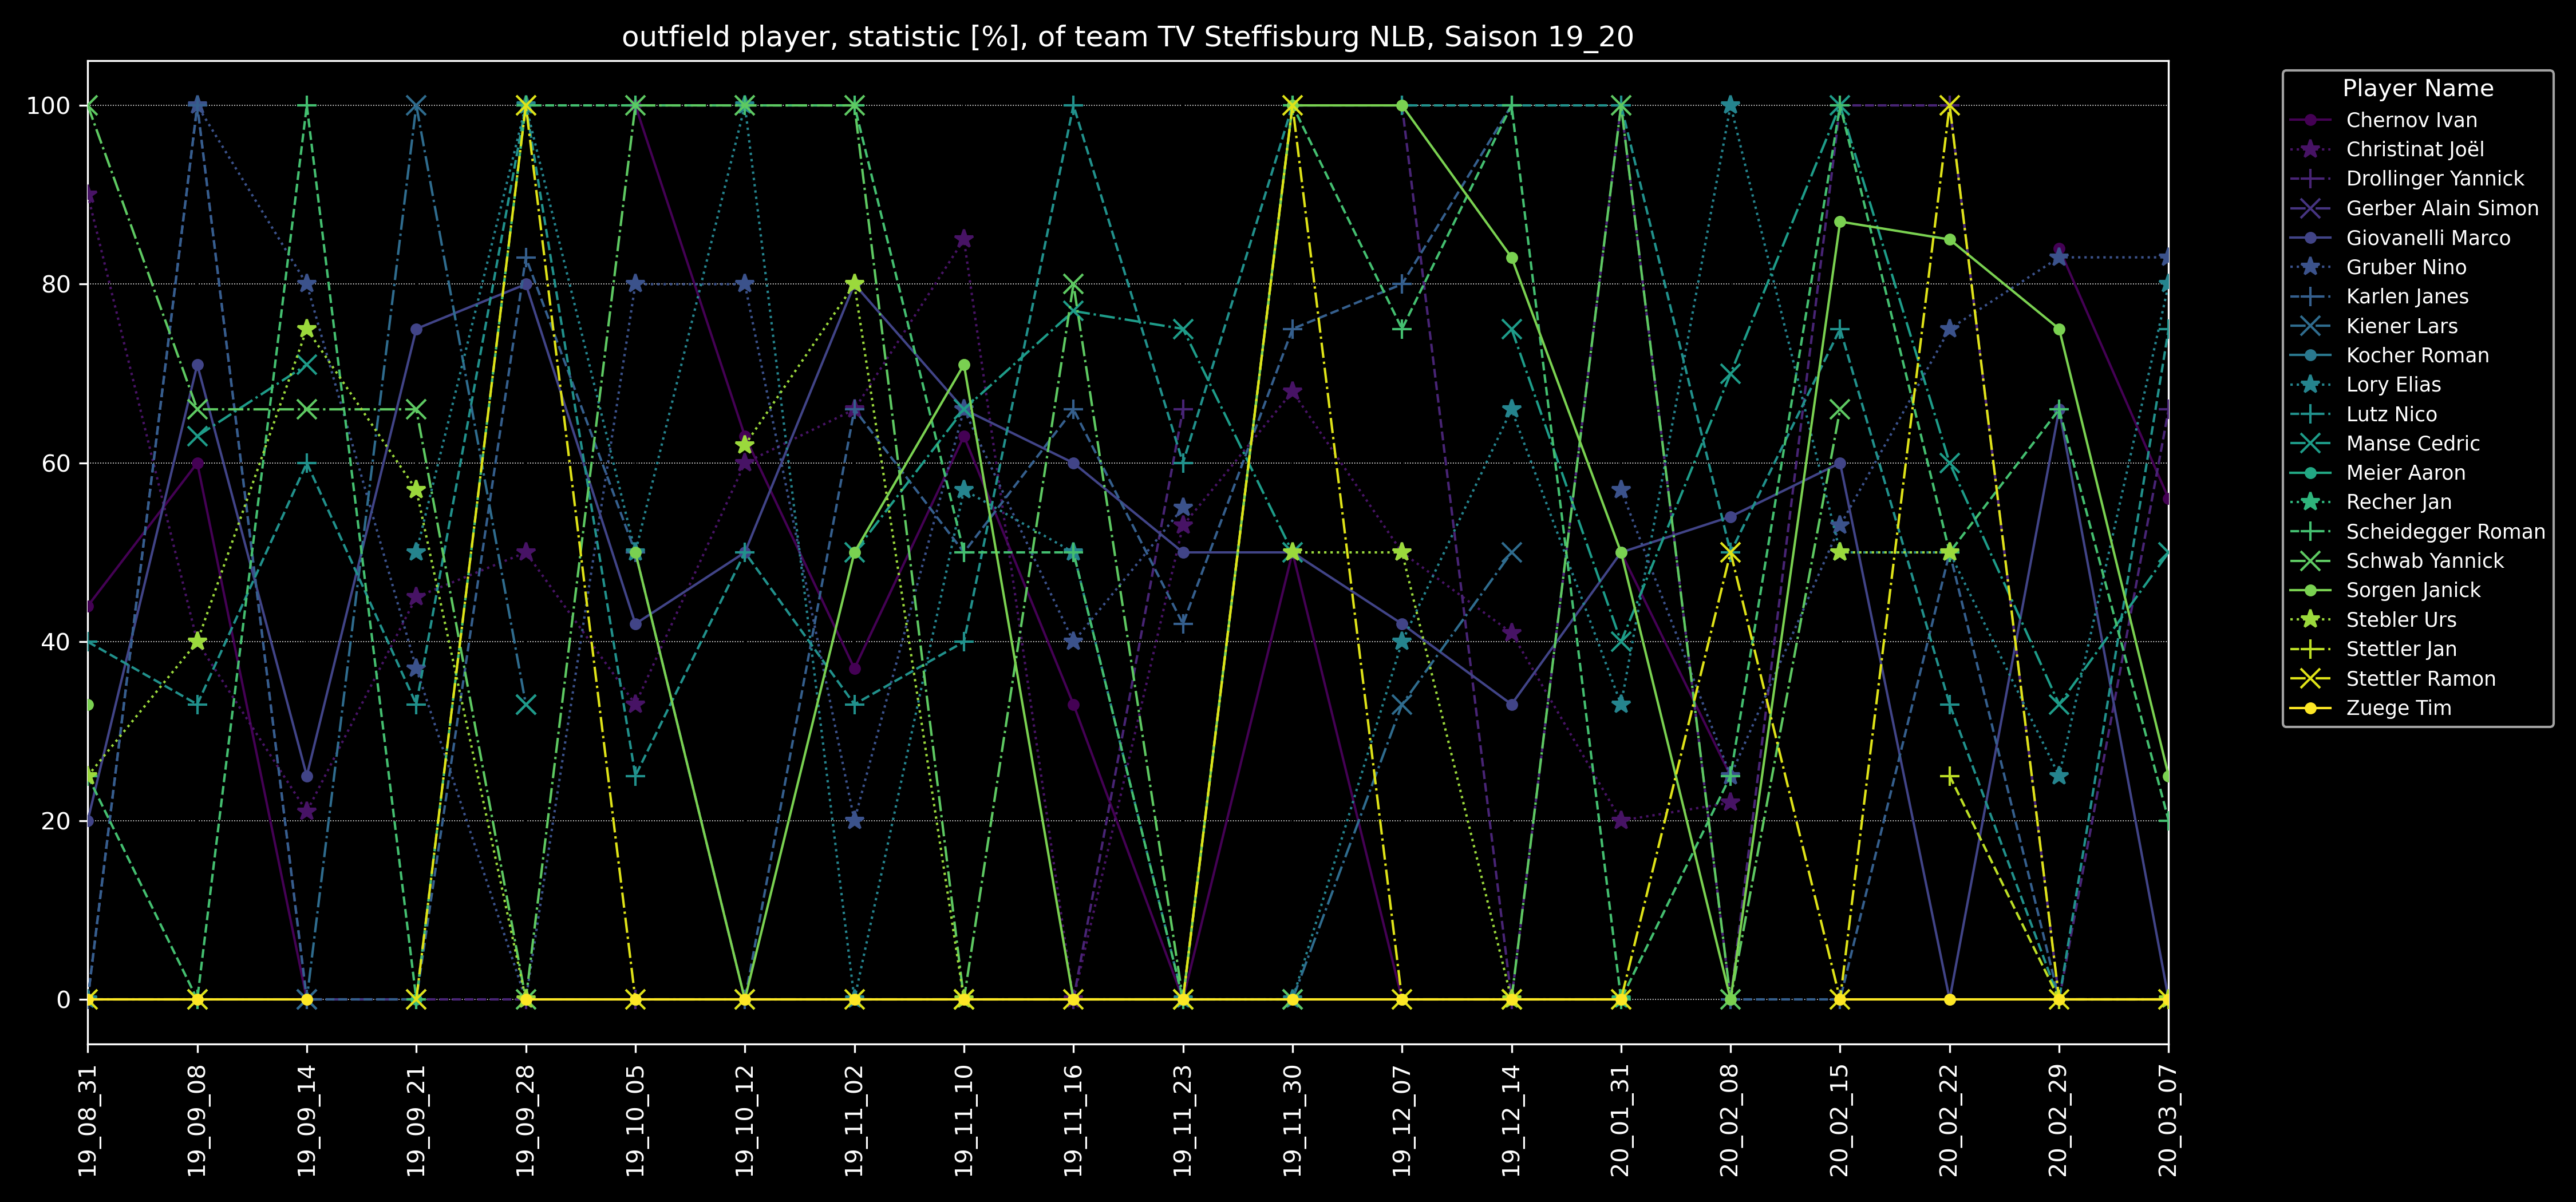 outfield player, statistic [%], of team TV Steffisburg NLB, Saison 19_20
100
80
60
40
20
0
19_08_31
19_09_08
19_09_14
19_09_21
19_09_28
19_10_05
19_10_12
19_11_02
19_11_10
19_11_16
19_11_23
19_11_30
19_12_07
19_12_14
20_01_31
20_02_08
20_02_15
20_02_22
20_02_29
20_03_07
Player Name
Chernov Ivan
Christinat Joël
Drollinger Yannick
Gerber Alain Simon
Giovanelli Marco
Gruber Nino
Karlen Janes
Kiener Lars
Kocher Roman
Lory Elias
Lutz Nico
Manse Cedric
Meier Aaron
Recher Jan
Scheidegger Roman
Schwab Yannick
Sorgen Janick
Stebler Urs
Stettler Jan
Stettler Ramon
Zuege Tim